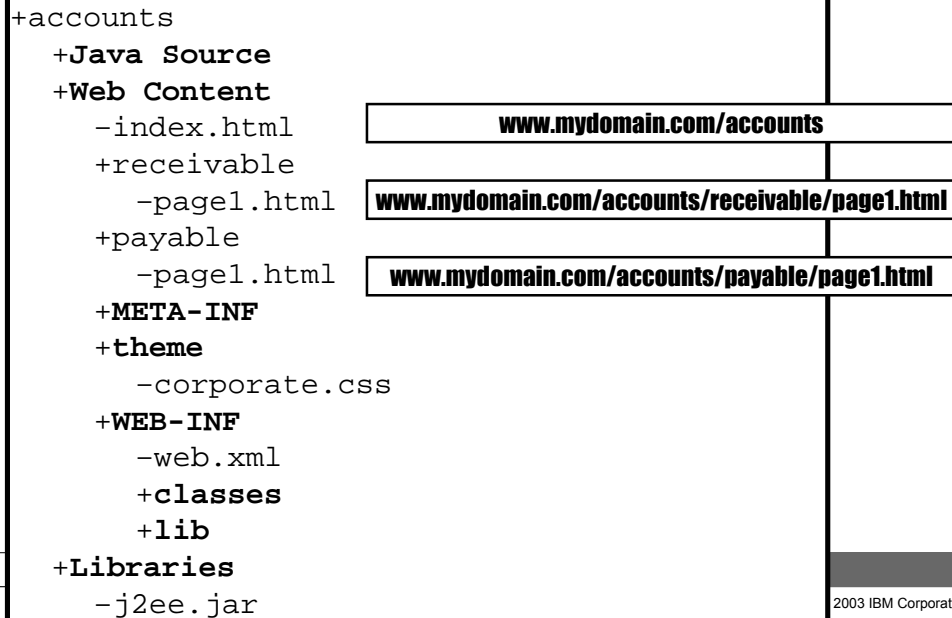 +accounts
+Java Source
+Web Content
-index.html www.mydomain.com/accounts
+receivable
-page1.html www.mydomain.com/accounts/receivable/page1.html
+payable
-page1.html www.mydomain.com/accounts/payable/page1.html
+META-INF
+theme
-corporate.css
+WEB-INF
-web.xml
+classes
+lib
+Libraries
-j2ee.jar
2003 IBM Corporat